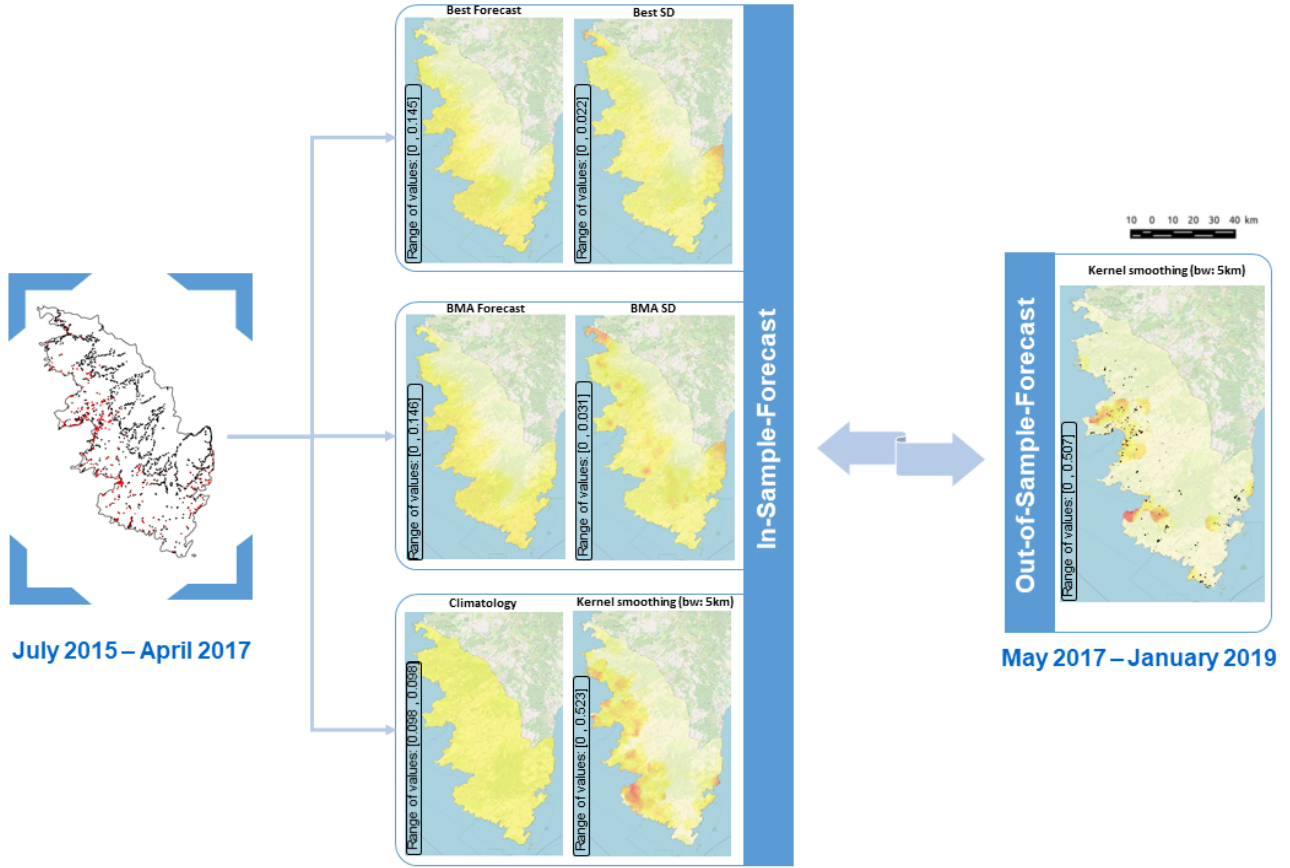 Best Forecast
Best SD
Range of values: [0 , 0.145]
Range of values: [0 , 0.022]
BMA Forecast
BMA SD
Range of values: [0 , 0.146]
Range of values: [0 , 0.031]
Climatology
Kernel smoothing (bw: 5km)
Range of values: [0.098 , 0.098]
Range of values: [0 , 0.523]
In-Sample-Forecast
July 2015 – April 2017
10 0 10 20 30 40 km
Kernel smoothing (bw: 5km)
Range of values: [0 , 0.507]
Out-of-Sample-Forecast
May 2017 – January 2019